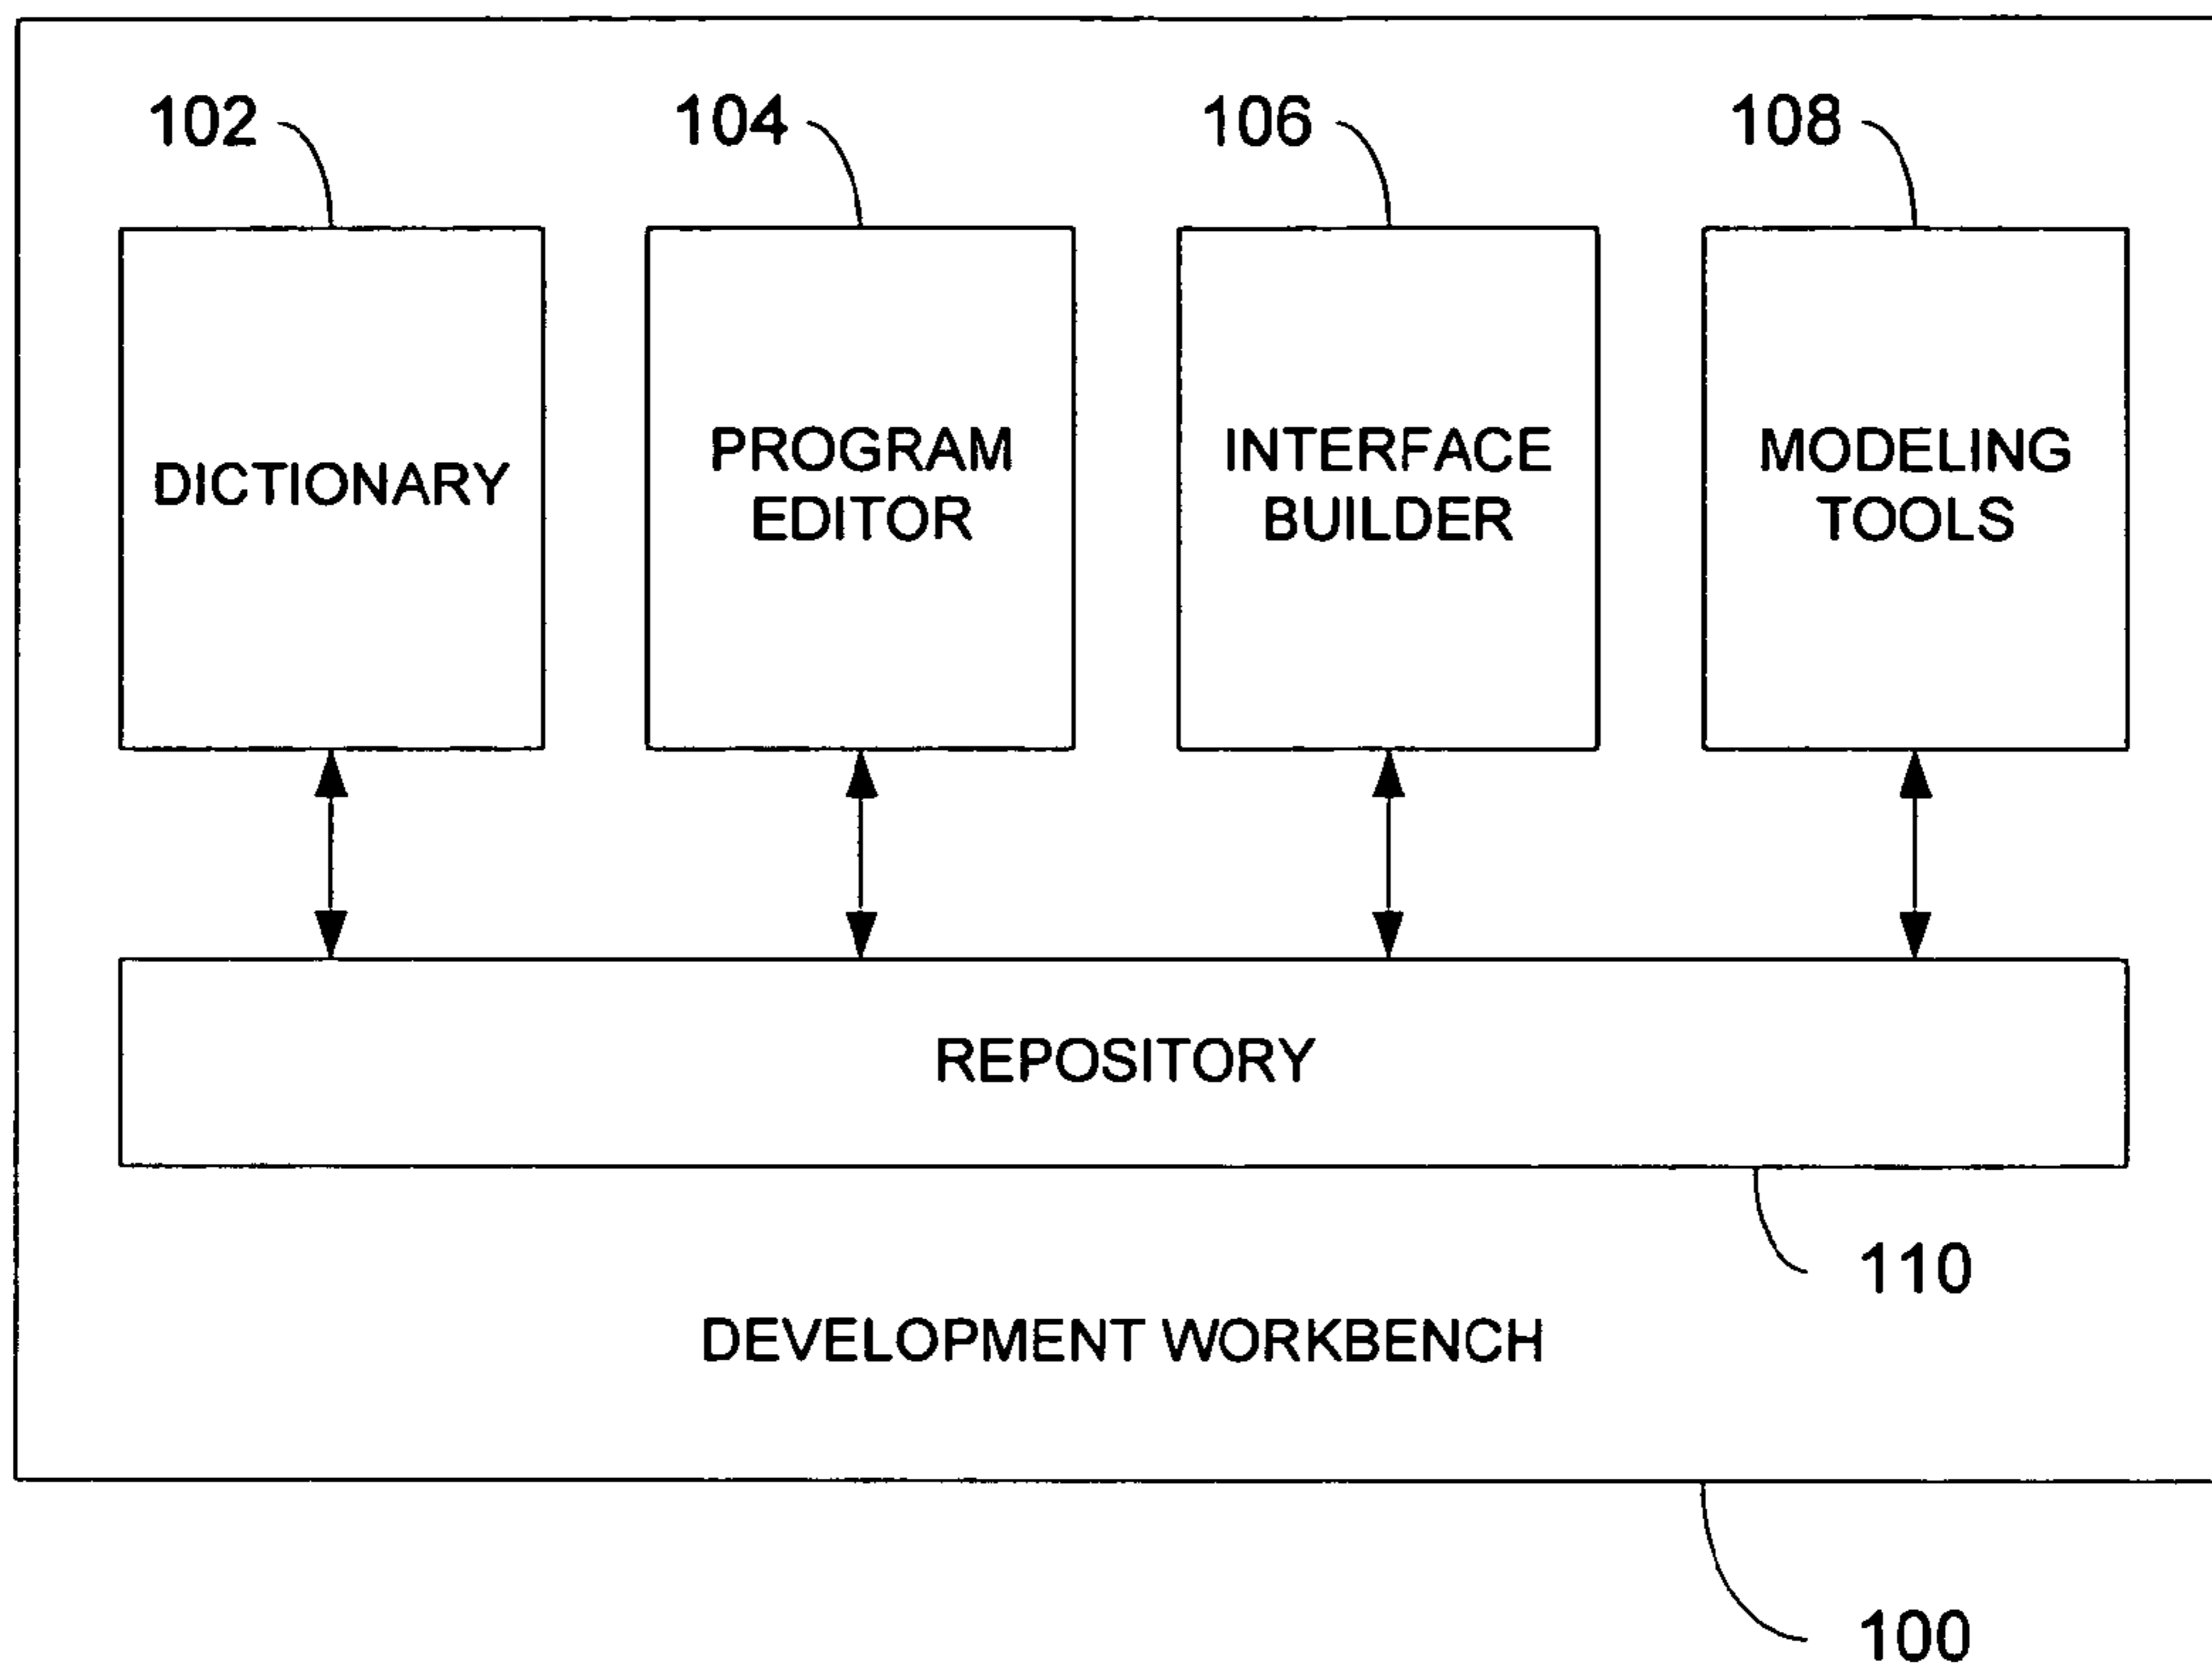 102
104
106
108
DICTIONARY
PROGRAM
EDITOR
INTERFACE
BUILDER
MODELING
TOOLS
REPOSITORY
110
DEVELOPMENT WORKBENCH
100